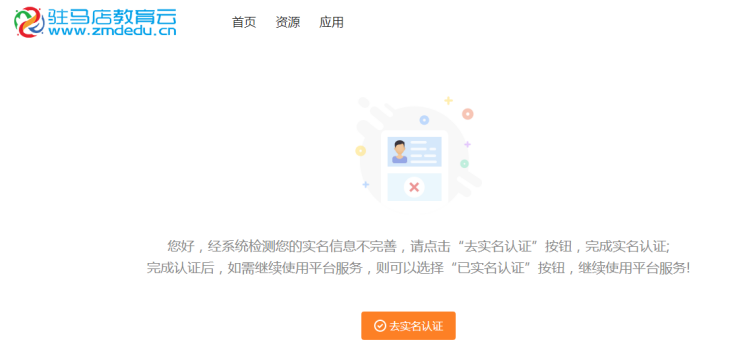 驻马店教育云
www.zmdedu.cn
首页 资源 应用
您好，经系统检测您的实名信息不完善，请点击“去实名认证”按钮，完成实名认证;
完成认证后，如需继续使用平台服务，则可以选择“已实名认证”按钮，继续使用平台服务!
去实名认证